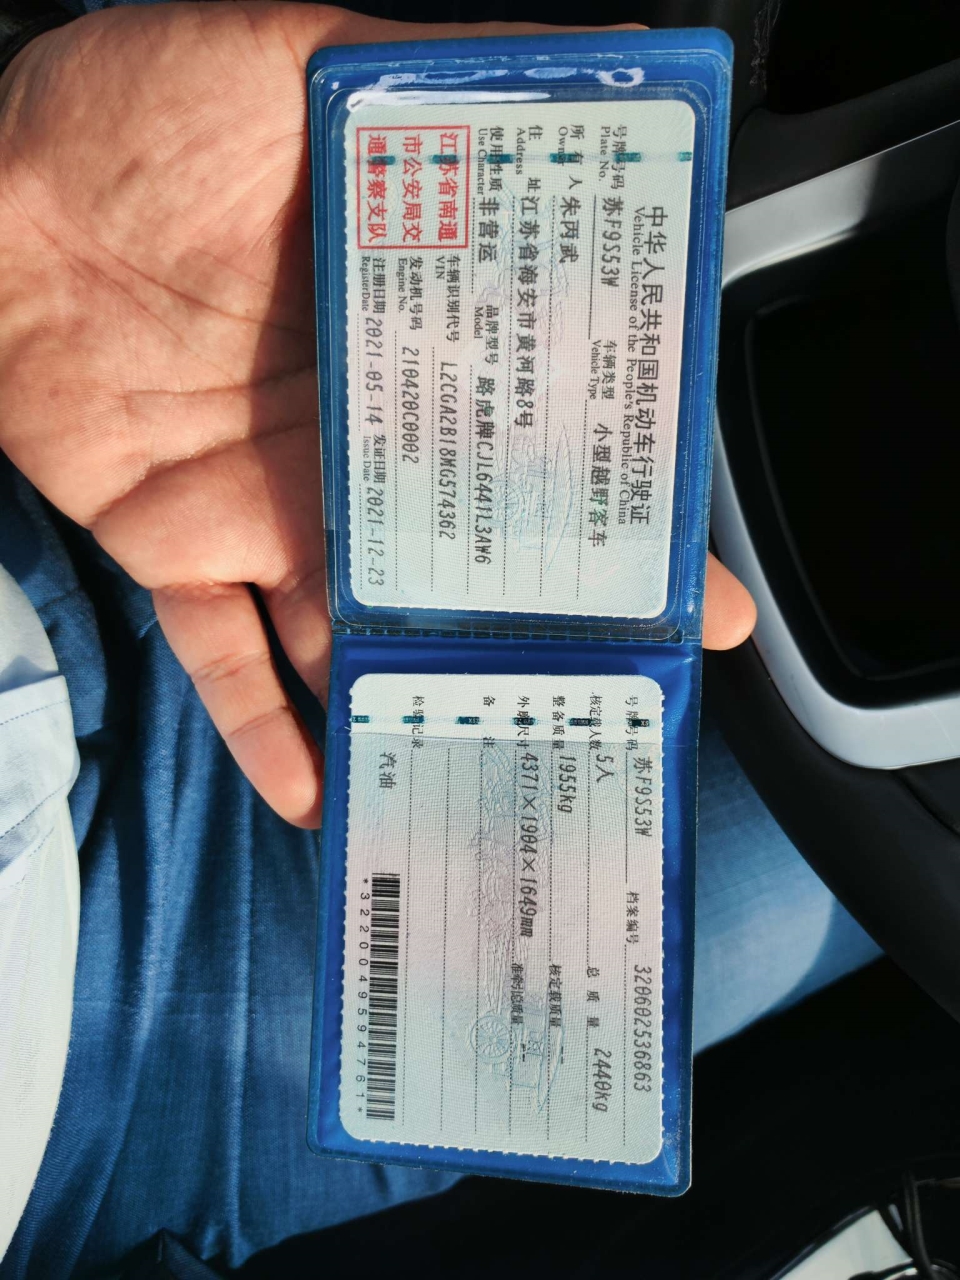 中华人民共和国机动车行驶证
Vehicle License of the People's Republic of China
号牌号码 苏F9S53W 车辆类型 小型越野客车
Plate No. Vehicle Type
所有人 朱丙武
Owner
住址 江苏省海安市黄河路8号
Address
使用性质 非营运 品牌型号 路虎牌CJL6441L3AW6
Use Character Model
江苏省南通
市公安局交
通警察支队
车辆识别代号 L2CGA2B18MG574362
VIN
发动机号码 210420C0002
Engine No.
注册日期 2021-05-14 发证日期 2021-12-23
Register Date Issue Date
号牌号码 苏F9S53W 档案编号 320602536863
核定载人数 5人 总质量 2440kg
整备质量 1955kg 核定载质量 --
外廓尺寸 4371×1904×1649mm 准牵引总质量 --
备注
检验记录
汽油
*3220049594761*